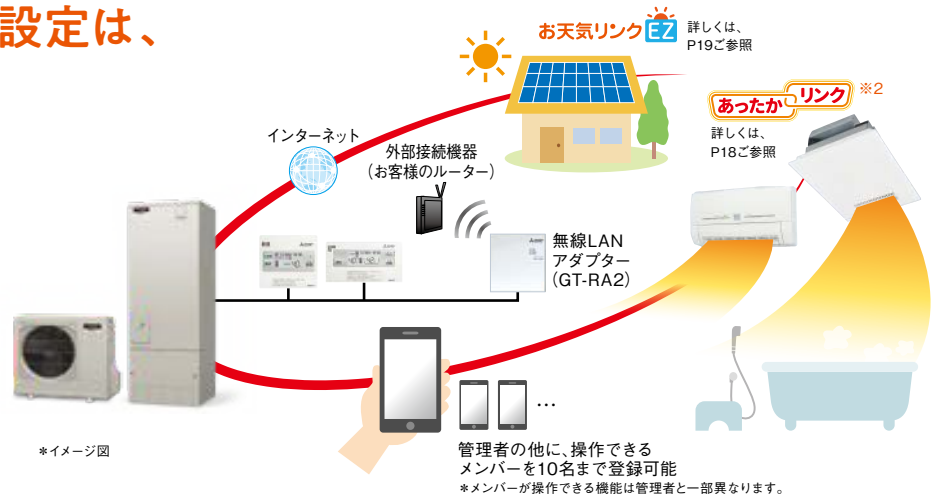 設定は、
お天気リンクEZ
詳しくは、
P19ご参照
あったかリンク ※2
詳しくは、
P18ご参照
インターネット
外部接続機器
（お客様のルーター）
無線LAN
アダプター
（GT-RA2）
…
管理者の他に、操作できる
メンバーを10名まで登録可能
＊メンバーが操作できる機能は管理者と一部異なります。
＊イメージ図